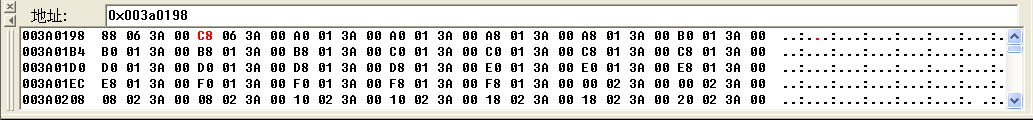 地址: 0x003a0198
003A0198 88 06 3A 00 C8 06 3A 00 A0 01 3A 00 A0 01 3A 00 A8 01 3A 00 A8 01 3A 00 B0 01 3A 00 ..:...:...:...:...:...:...:.
003A01B4 B0 01 3A 00 B8 01 3A 00 B8 01 3A 00 C0 01 3A 00 C0 01 3A 00 C8 01 3A 00 C8 01 3A 00 ..:...:...:...:...:...:...:.
003A01D0 D0 01 3A 00 D0 01 3A 00 D8 01 3A 00 D8 01 3A 00 E0 01 3A 00 E0 01 3A 00 E8 01 3A 00 ..:...:...:...:...:...:...:.
003A01EC E8 01 3A 00 F0 01 3A 00 F0 01 3A 00 F8 01 3A 00 F8 01 3A 00 00 02 3A 00 00 02 3A 00 ..:...:...:...:...:...:...:.
003A0208 08 02 3A 00 08 02 3A 00 10 02 3A 00 10 02 3A 00 18 02 3A 00 18 02 3A 00 20 02 3A 00 ..:...:...:...:...:...:. .:.